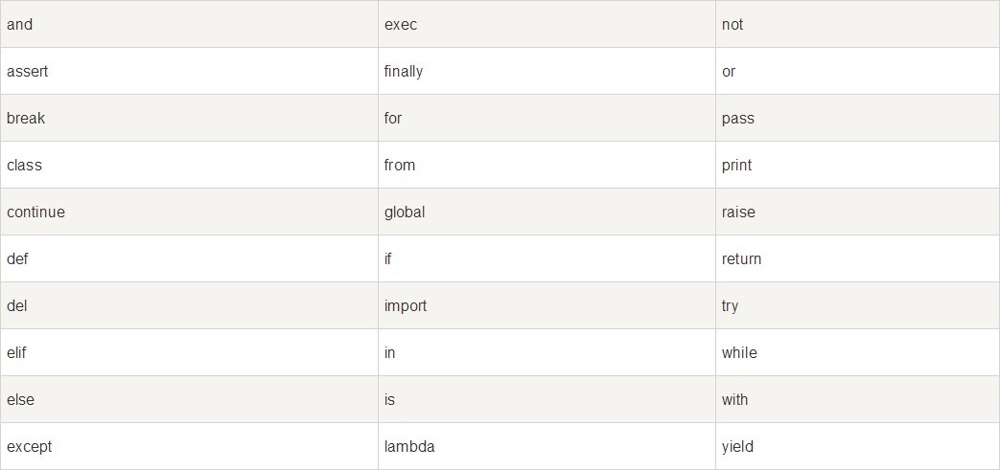 and exec not
assert finally or
break for pass
class from print
continue global raise
def if return
del import try
elif in while
else is with
except lambda yield